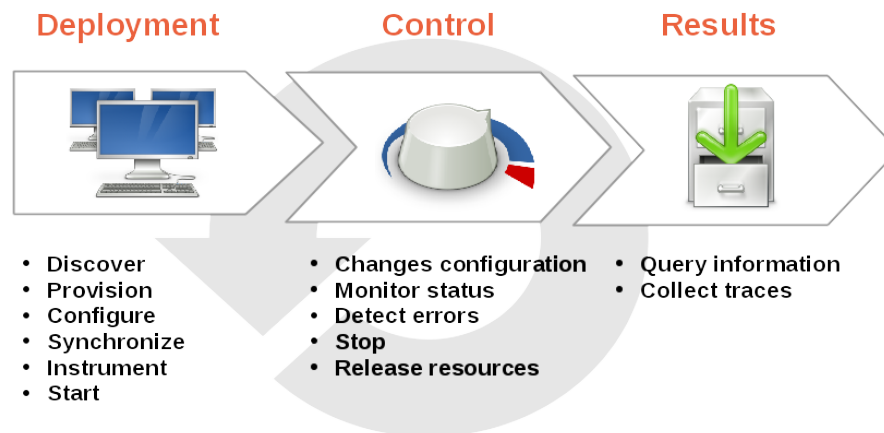 Deployment
Control
Results
• Discover
• Provision
• Configure
• Synchronize
• Instrument
• Start
• Changes configuration
• Monitor status
• Detect errors
• Stop
• Release resources
• Query information
• Collect traces